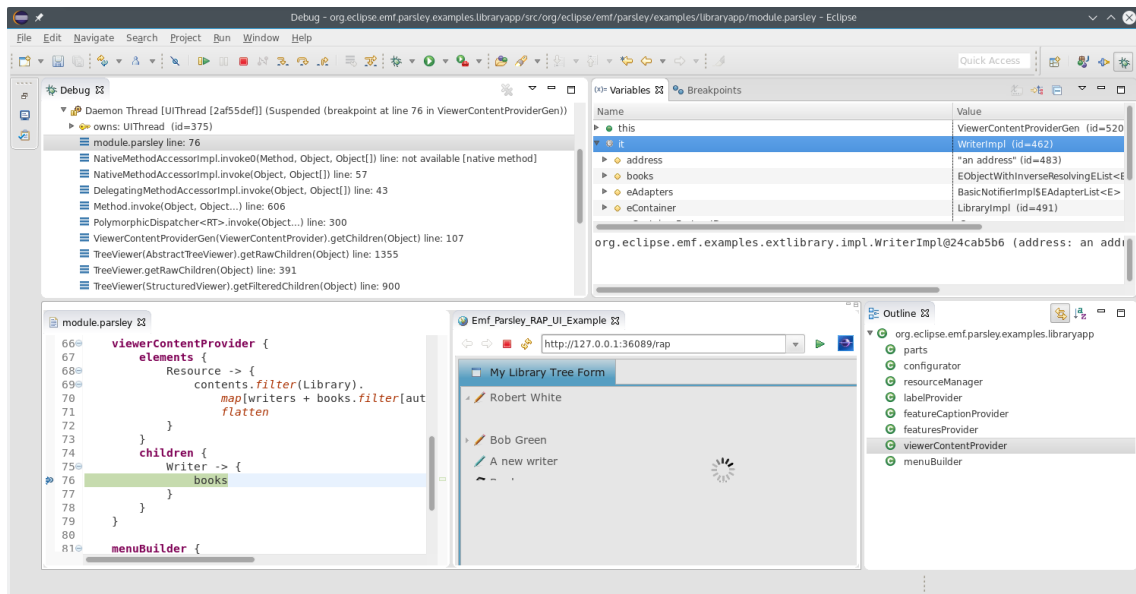 Debug - org.eclipse.emf.parsley.examples.libraryapp/src/org/eclipse/emf/parsley/examples/libraryapp/module.parsley - Eclipse
File Edit Navigate Search Project Run Window Help
Quick Access
Debug
Daemon Thread [UIThread [2af55def]] (Suspended (breakpoint at line 76 in ViewerContentProviderGen))
owns: UIThread (id=375)
module.parsley line: 76
NativeMethodAccessorImpl.invoke0(Method, Object, Object[]) line: not available [native method]
NativeMethodAccessorImpl.invoke(Object, Object[]) line: 57
DelegatingMethodAccessorImpl.invoke(Object, Object[]) line: 43
Method.invoke(Object, Object...) line: 606
PolymorphicDispatcher<RT>.invoke(Object...) line: 300
ViewerContentProviderGen(ViewerContentProvider).getChildren(Object) line: 107
TreeViewer(AbstractTreeViewer).getRawChildren(Object) line: 1355
TreeViewer.getRawChildren(Object) line: 391
TreeViewer(StructuredViewer).getFilteredChildren(Object) line: 900
(x)= Variables Breakpoints
Name Value
this ViewerContentProviderGen (id=520
it WriterImpl (id=462)
address "an address" (id=483)
books EObjectWithInverseResolvingEList<E
eAdapters BasicNotifierImpl$EAdapterList<E>
eContainer LibraryImpl (id=491)
org.eclipse.emf.examples.extlibrary.impl.WriterImpl@24cab5b6 (address: an addr
module.parsley
66 viewerContentProvider {
67 elements {
68 Resource -> {
69 contents.filter(Library).
70 map[writers + books.filter[aut
71 flatten
72 }
73 }
74 children {
75 Writer -> {
76 books
77 }
78 }
79 }
80
81 menuBuilder {
Emf_Parsley_RAP_UI_Example
http://127.0.0.1:36089/rap
My Library Tree Form
Robert White
Bob Green
A new writer
Outline
org.eclipse.emf.parsley.examples.libraryapp
parts
configurator
resourceManager
labelProvider
featureCaptionProvider
featuresProvider
viewerContentProvider
menuBuilder